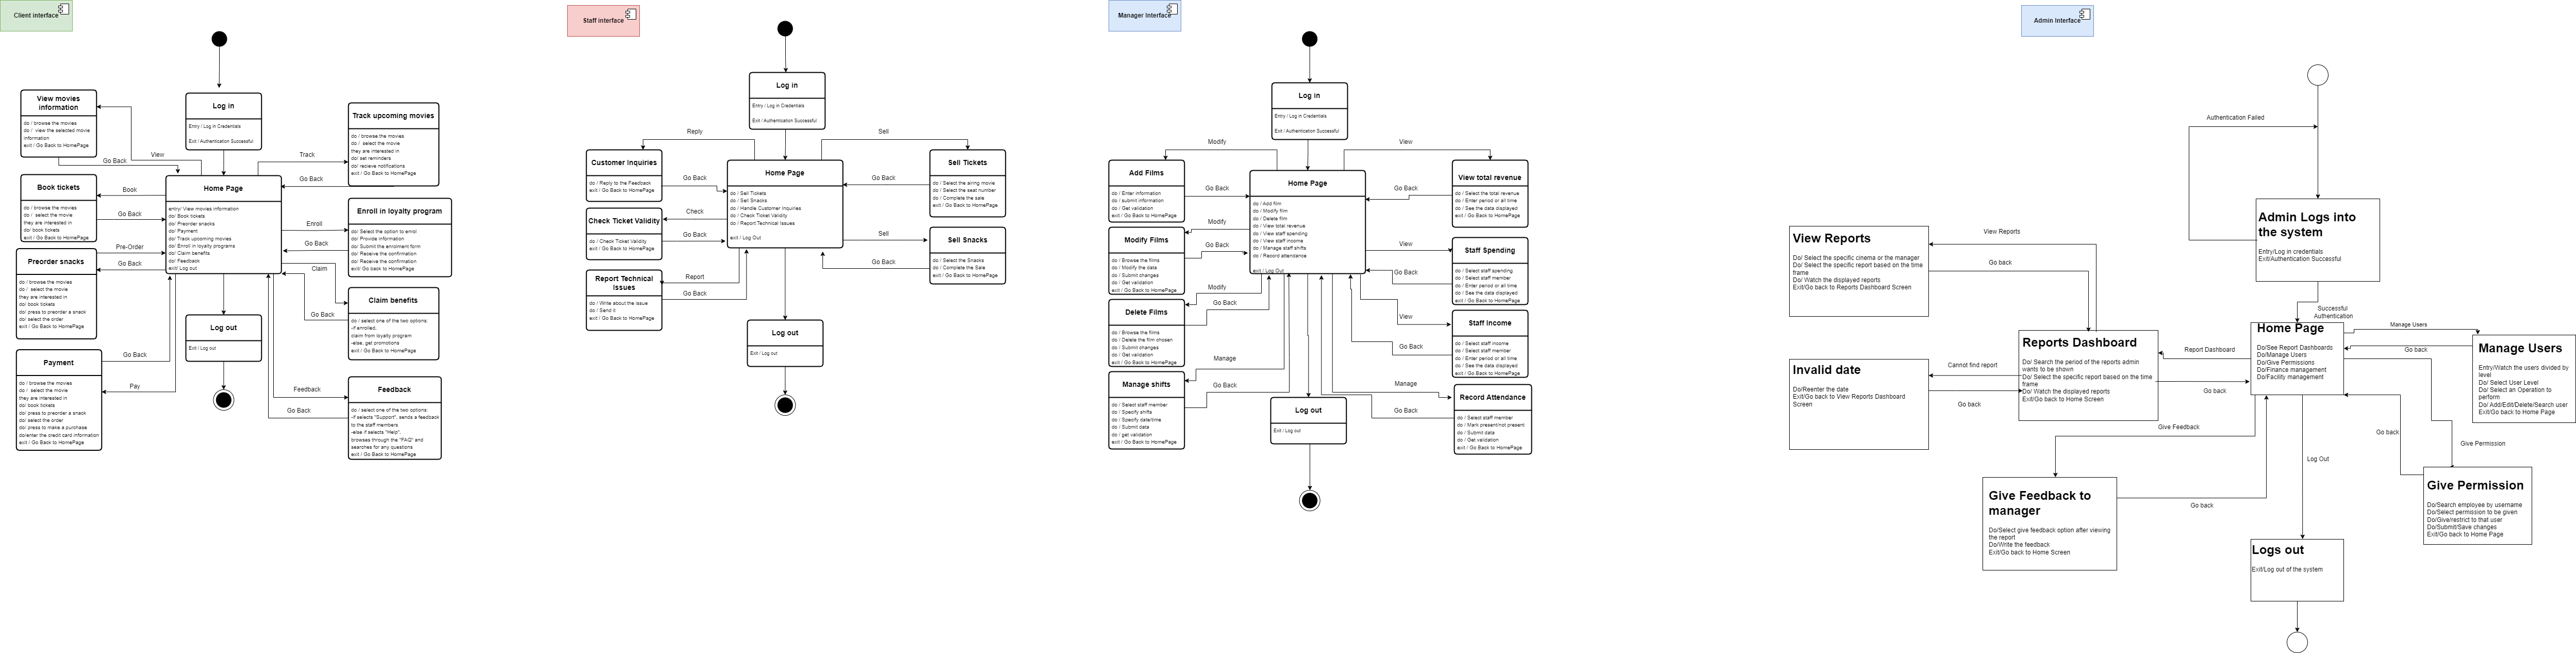 Client interface
View movies
information
do / browse the movies
do /  view the selected movie
information
exit / Go Back to HomePage
Log in
Entry / Log in Credentials
Exit / Authentication Successful
Track upcoming movies
do / browse the movies
do /  select the movie
they are interested in
do/ set reminders
do/ recieve notifications
exit / Go Back to HomePage
View
Go Back
Track
Go Back
Book tickets
do / browse the movies
do /  select the movie
they are interested in
do/ book tickets
exit / Go Back to HomePage
Book
Go Back
Home Page
entry/ View movies information
do/ Book tickets
do/ Preorder snacks
do/ Payment
do/ Track upcoming movies
do/ Enroll in loyalty programs
do/ Claim benefits
do/ Feedback
exit/ Log out
Enroll
Go Back
Enroll in loyalty program
do/ Select the option to enrol
do/ Provide information
do/ Submit the enrolment form
do/ Receive the confirmation
do/ Receive the confirmation
exit/ Go back to HomePage
Pre-Order
Go Back
Preorder snacks
do / browse the movies
do /  select the movie
they are interested in
do/ book tickets
do/ press to preorder a snack
do/ select the order
exit / Go Back to HomePage
Claim
Go Back
Claim benefits
do / select one of the two options:
-if enrolled,
claim from loyalty program
-else, get promotions
exit / Go Back to HomePage
Log out
Exit / Log out
Payment
do / browse the movies
do /  select the movie
they are interested in
do/ book tickets
do/ press to preorder a snack
do/ select the order
do/ press to make a purchase
do/enter the credit card information
exit / Go Back to HomePage
Go Back
Pay
Feedback
Go Back
Feedback
do / select one of the two options:
-if selects "Support", sends a feedback
to the staff members
-else if selects "Help",
browses through the "FAQ" and
searches for any questions
exit / Go Back to HomePage
Staff interface
Log in
Entry / Log in Credentials
Exit / Authentication Successful
Reply
Sell
Customer Inquiries
do / Reply to the Feedback
exit / Go Back to HomePage
Go Back
Home Page
do / Sell Tickets
do / Sell Snacks
do / Handle Customer Inquiries
do / Check Ticket Validity
do / Report Technical Issues
exit / Log Out
Go Back
Sell Tickets
do / Select the airing movie
do / Select the seat number
do / Complete the sale
exit / Go Back to HomePage
Check
Go Back
Check Ticket Validity
do / Check Ticket Validity
exit / Go Back to HomePage
Sell
Go Back
Sell Snacks
do / Select the Snacks
do / Complete the Sale
exit / Go Back to HomePage
Report Technical
Issues
do / Write about the issue
do / Send it
exit / Go Back to HomePage
Report
Go Back
Log out
Exit / Log out
Manager Interface
Log in
Entry / Log in Credentials
Exit / Authentication Successful
Modify
View
Add Films
do / Enter information
do / submit information
do / Get validation
exit / Go Back to HomePage
Go Back
Home Page
do / Add film
do / Modify film
do / Delete film
do / View total revenue
do / View staff spending
do / View staff income
do / Manage staff shifts
do / Record attendance
exit / Log Out
Go Back
View total revenue
do / Select the total revenue
do / Enter period or all time
do / See the data displayed
exit / Go Back to HomePage
Modify
Go Back
Modify Films
do / Browse the films
do / Modify the data
do / Submit changes
do / Get validation
exit / Go Back to HomePage
View
Go Back
Staff Spending
do / Select staff spending
do / Select staff member
do / Enter period or all time
do / See the data displayed
exit / Go Back to HomePage
Modify
Go Back
Delete Films
do / Browse the films
do / Delete the film chosen
do / Submit changes
do / Get validation
exit / Go Back to HomePage
View
Go Back
Staff income
do / Select staff income
do / Select staff member
do / Enter period or all time
do / See the data displayed
exit / Go Back to HomePage
Manage
Go Back
Manage shifts
do / Select staff member
do / Specify shifts
do / Specify date/time
do / Submit data
do / get validation
exit / Go Back to HomePage
Manage
Go Back
Record Attendance
do / Select staff member
do / Mark present/not present
do / Submit data
do / Get validation
exit / Go Back to HomePage
Log out
Exit / Log out
Admin Interface
Authentication Failed
Admin Logs into
the system
Entry/Log in credentials
Exit/Authentication Successful
View Reports
Do/ Select the specific cinema or the manager
Do/ Select the specific report based on the time
frame
Do/ Watch the displayed reports
Exit/Go back to Reports Dashboard Screen
View Reports
Go back
Successful
Authentication
Home Page
Do/See Report Dashboards
Do/Manage Users
Do/Give Permissions
Do/Finance management
Do/Facility management
Manage Users
Go back
Manage Users
Entry/Watch the users divided by
level
Do/ Select User Level
Do/ Select an Operation to
perform
Do/ Add/Edit/Delete/Search user
Exit/Go back to Home Page
Reports Dashboard
Do/ Search the period of the reports admin
wants to be shown
Do/ Select the specific report based on the time
frame
Do/ Watch the displayed reports
Exit/Go back to Home Screen
Report Dashboard
Go back
Invalid date
Do/Reenter the date
Exit/Go back to View Reports Dashboard
Screen
Cannot find report
Go back
Give Feedback
Go back
Give Permission
Log Out
Give Feedback to
manager
Do/Select give feedback option after viewing
the report
Do/Write the feedback
Exit/Go back to Home Screen
Go back
Give Permission
Do/Search employee by username
Do/Select permission to be given
Do/Give/restrict to that user
Do/Submit/Save changes
Exit/Go back to Home Page
Logs out
Exit/Log out of the system